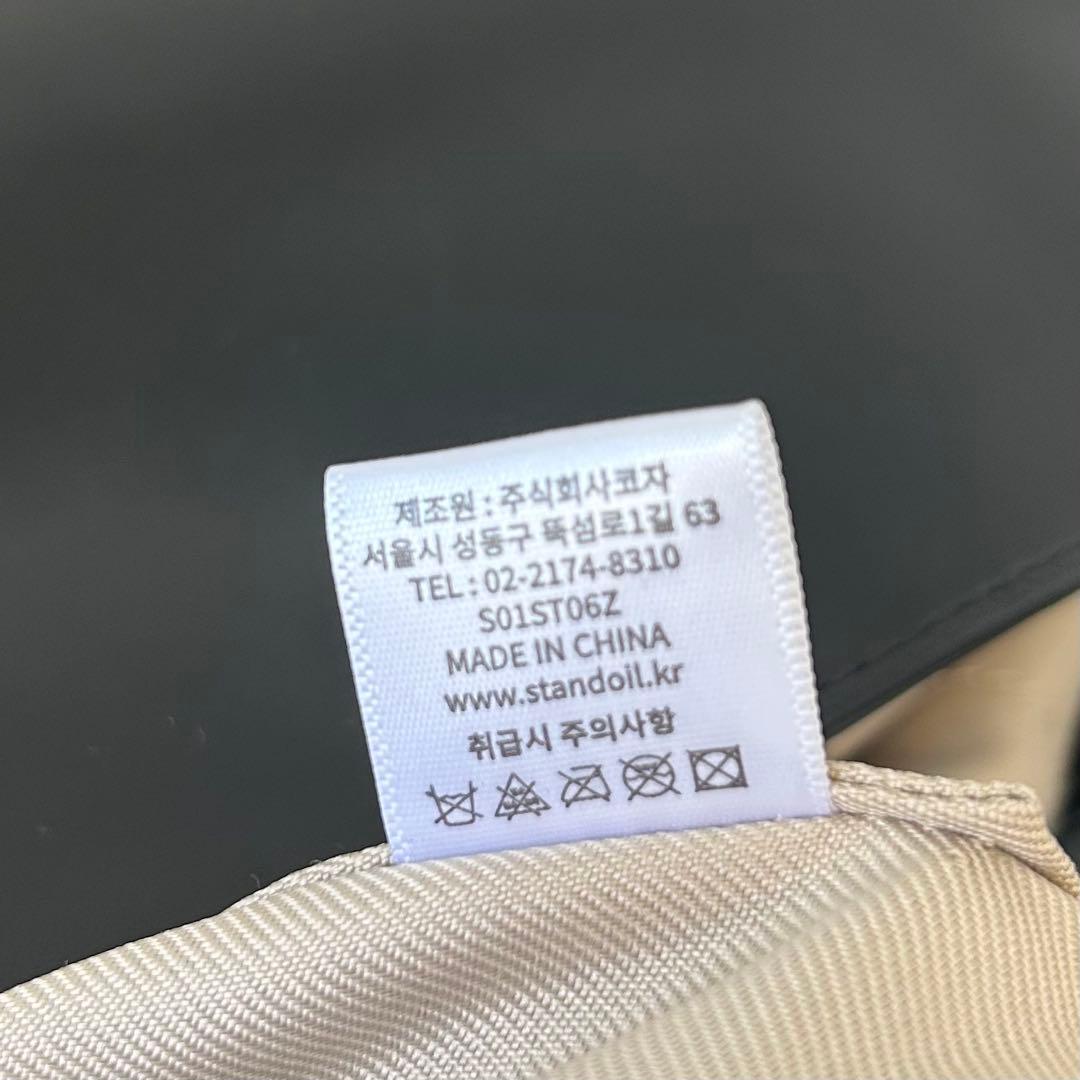 제조원 : 주식회사코자
서울시 성동구 뚝섬로1길 63
TEL : 02-2174-8310
S01ST06Z
MADE IN CHINA
www.standoil.kr
취급시 주의사항